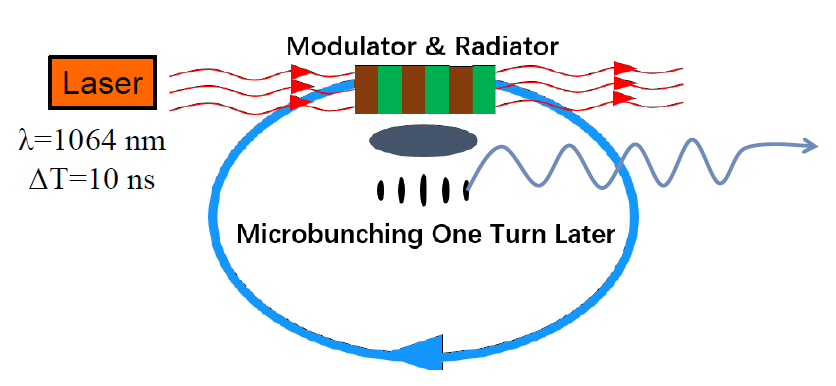 Modulator & Radiator
Laser
λ=1064 nm
ΔT=10 ns
Microbunching One Turn Later